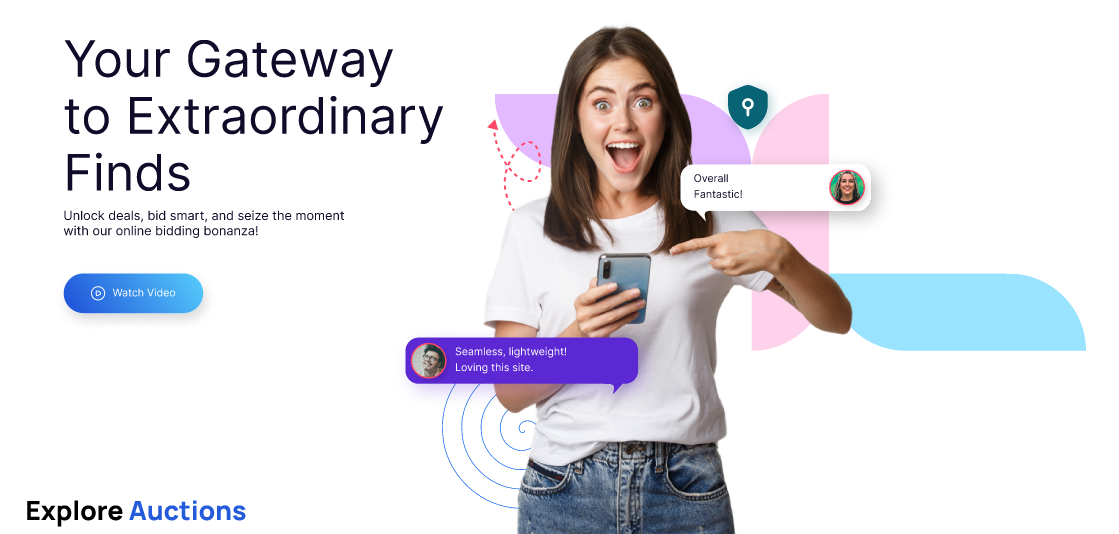 Your Gateway
to Extraordinary
Finds
Unlock deals, bid smart, and seize the moment
with our online bidding bonanza!
Watch Video
Overall
Fantastic!
Seamless, lightweight!
Loving this site.
Explore Auctions